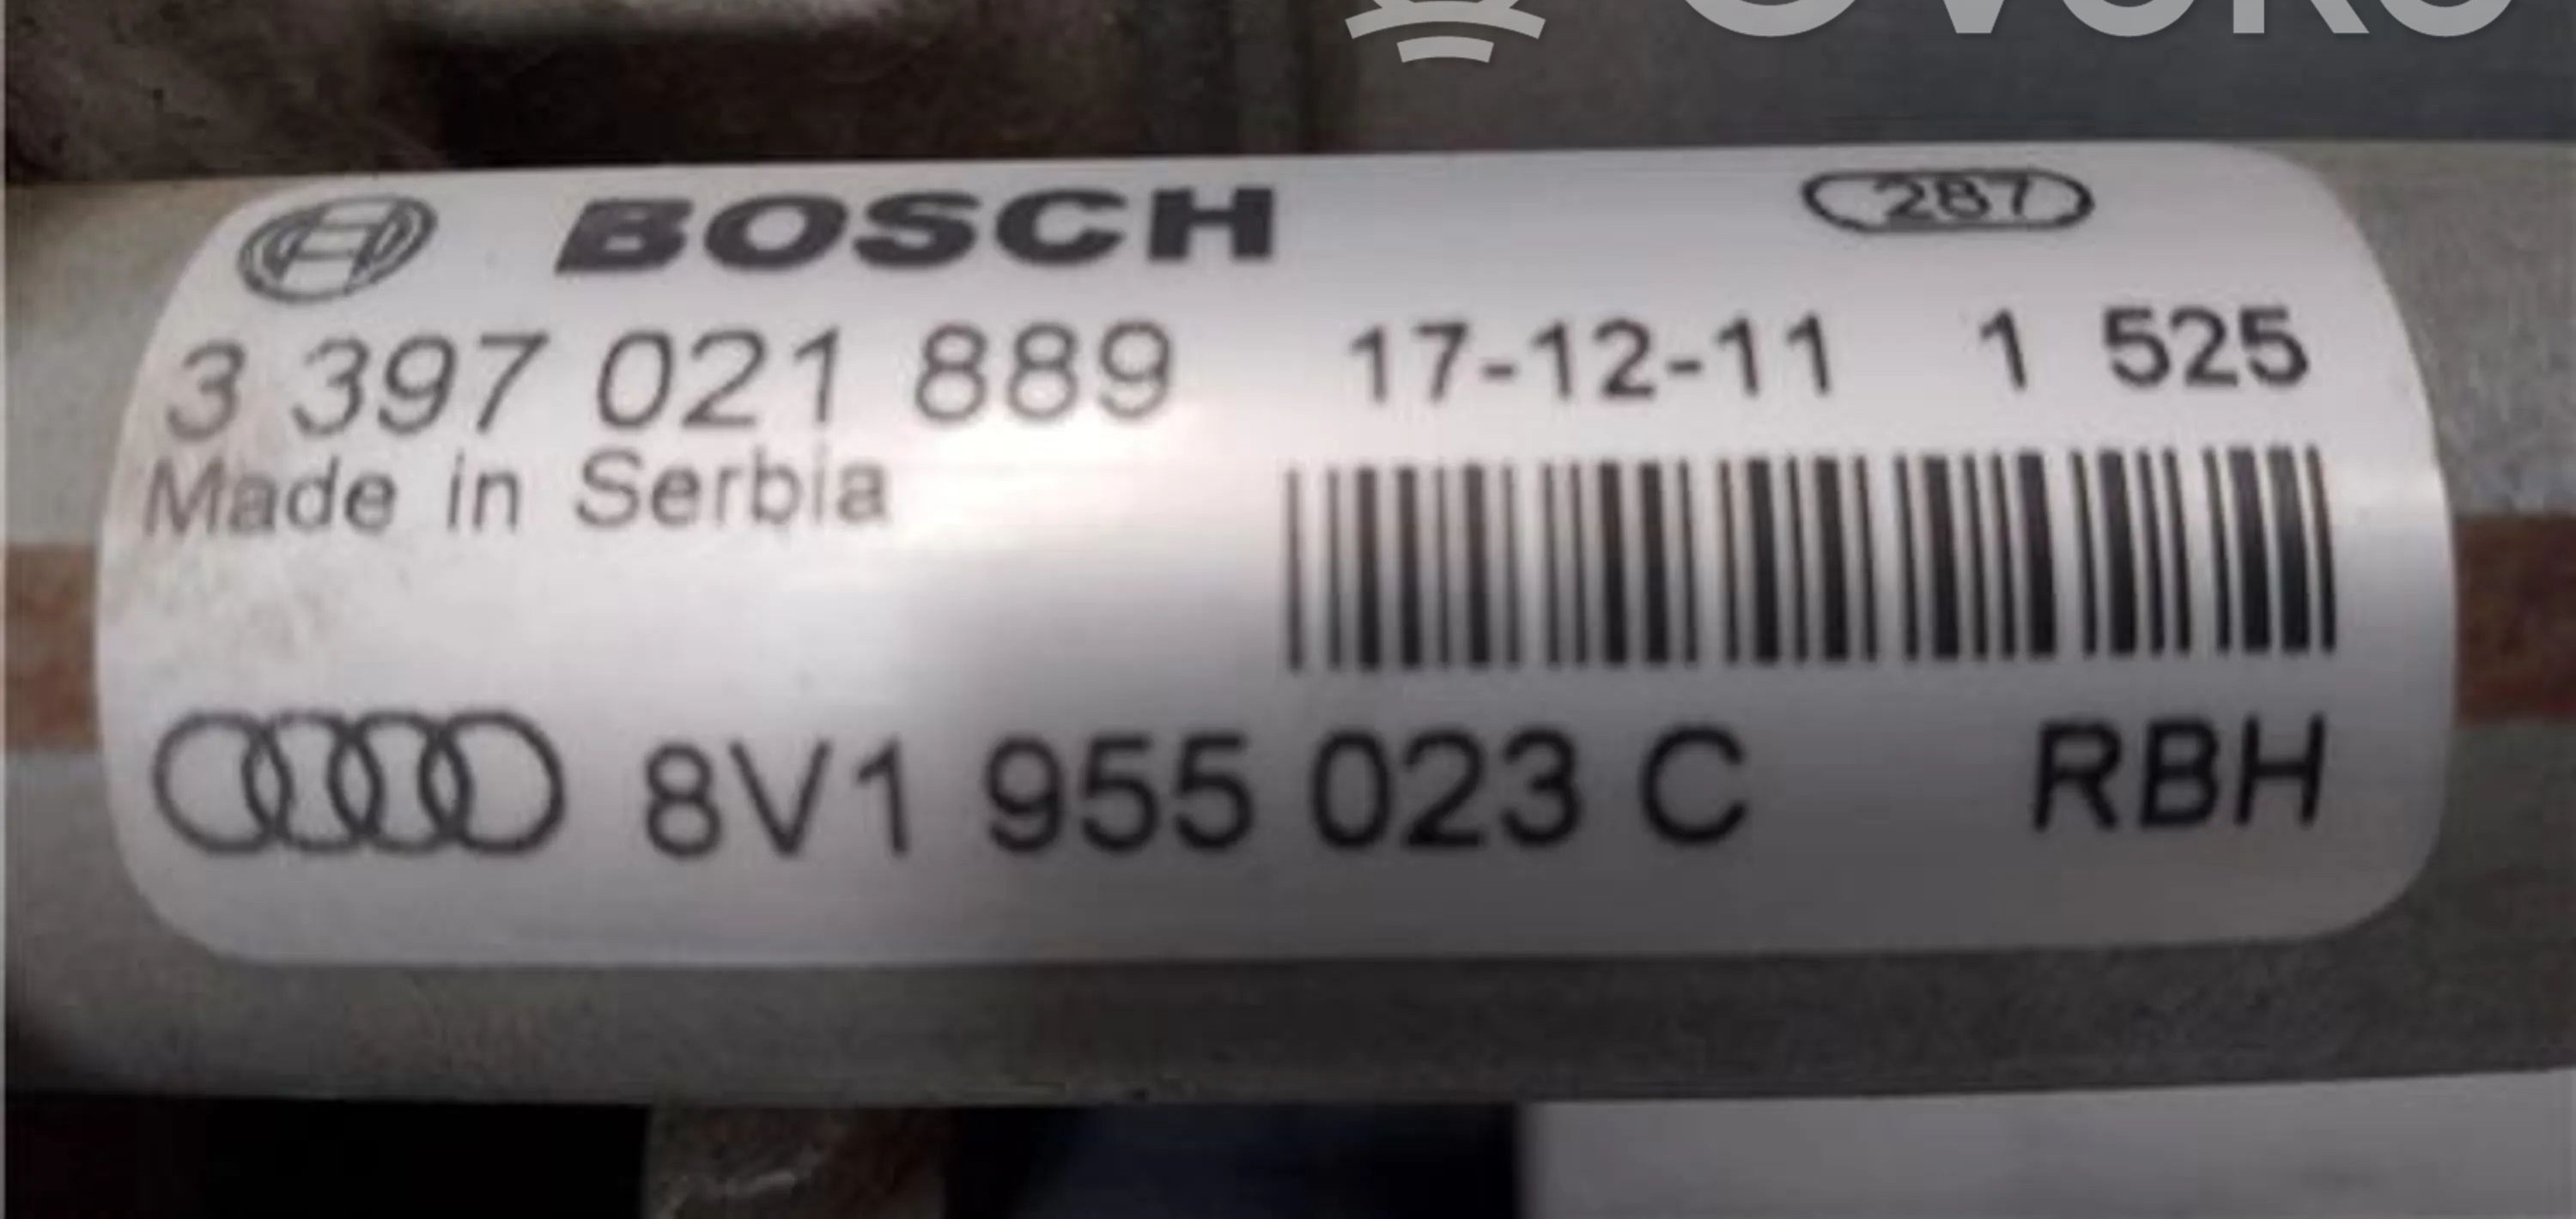 BOSCH 287
3 397 021 889 17-12-11 1 525
Made in Serbia
8V1 955 023 C RBH